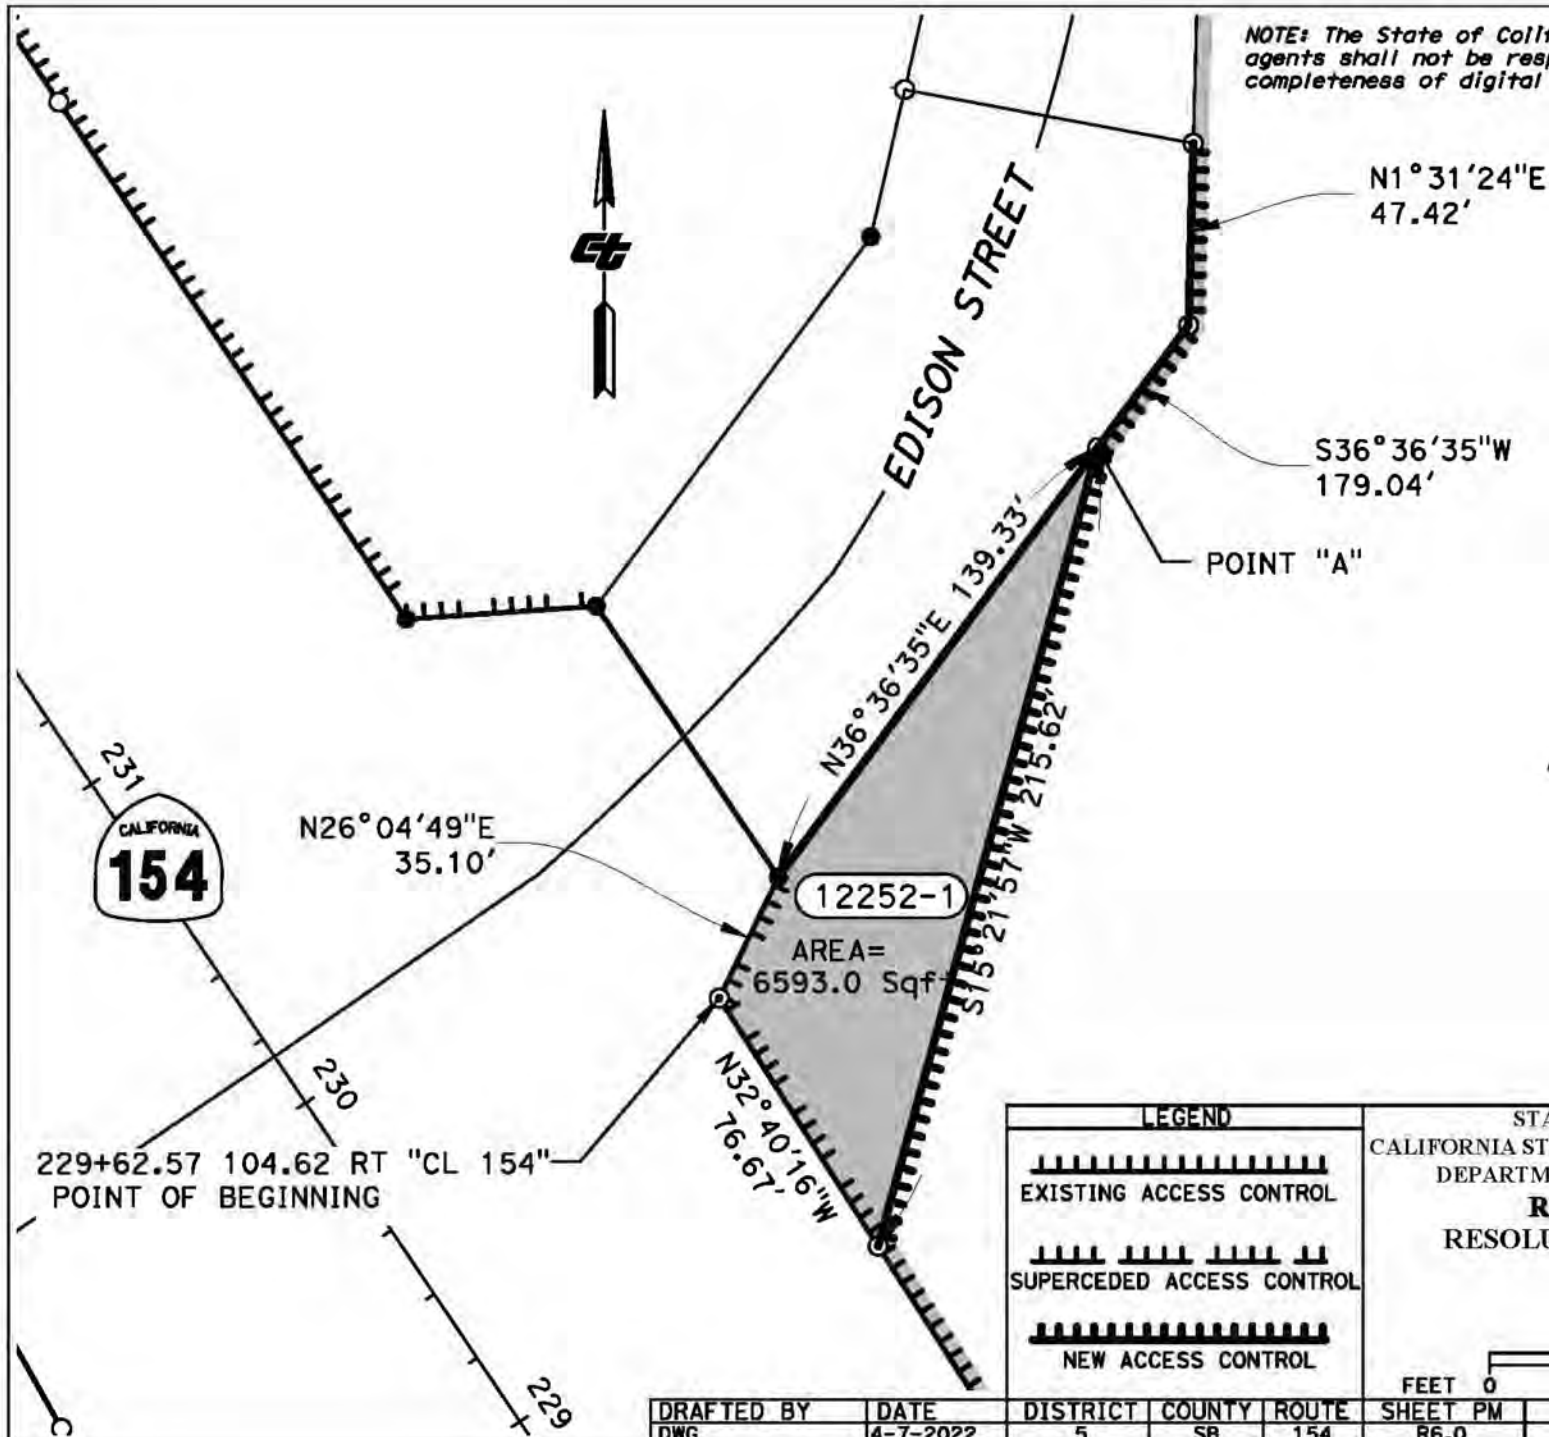 NOTE: The State of Calif
agents shall not be resp
completeness of digital
N1°31'24"E
47.42'
Ct
EDISON STREET
S36°36'35"W
179.04'
POINT "A"
N36°36'35"E 139.33'
S15°21'57"W 215.62'
231
CALIFORNIA
154
N26°04'49"E
35.10'
12252-1
AREA=
6593.0 Sqft
N32°40'16"W
76.67'
230
229+62.57 104.62 RT "CL 154"
POINT OF BEGINNING
229
LEGEND
EXISTING ACCESS CONTROL
SUPERCEDED ACCESS CONTROL
NEW ACCESS CONTROL
STA
CALIFORNIA ST
DEPARTM
R
RESOLU
FEET 0
DRAFTED BY DATE DISTRICT COUNTY ROUTE SHEET PM
DWG 4-7-2022 5 SB 154 R6.0